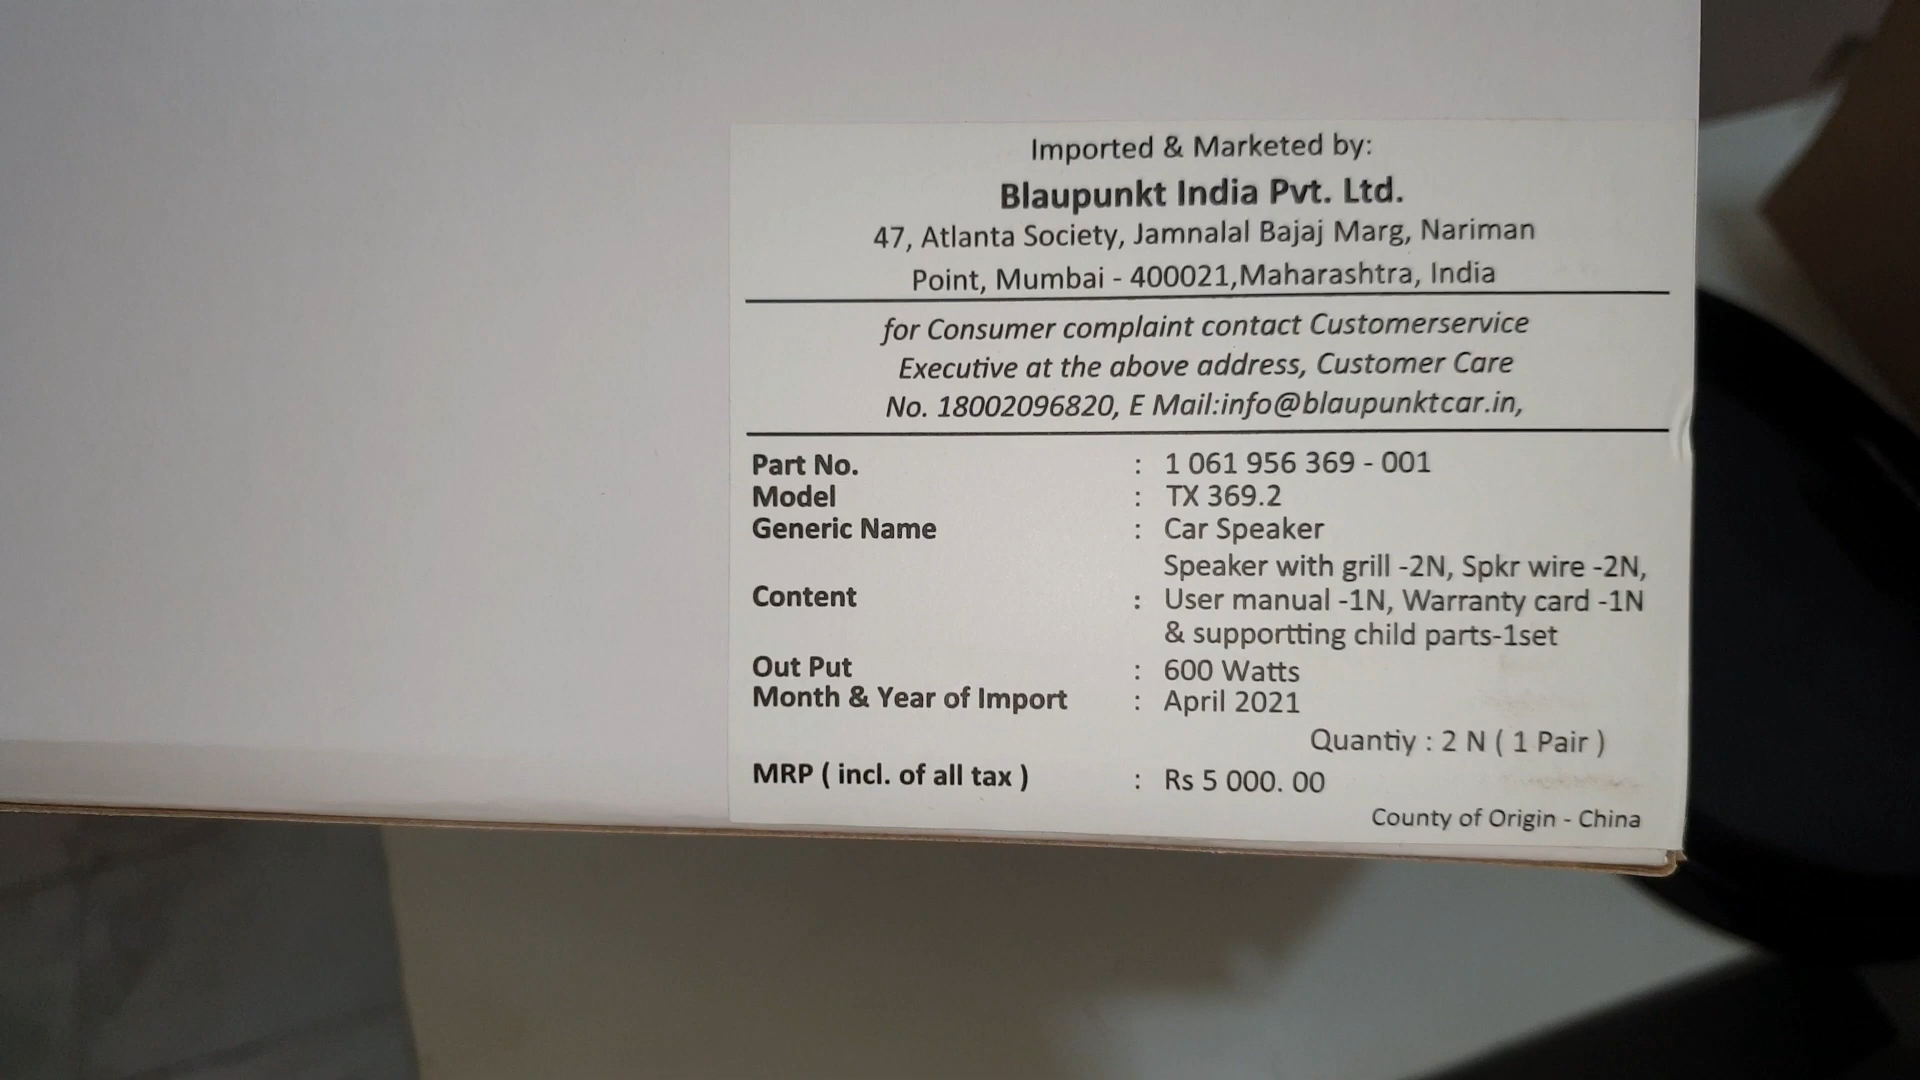 Imported & Marketed by:
Blaupunkt India Pvt. Ltd.
47, Atlanta Society, Jamnalal Bajaj Marg, Nariman
Point, Mumbai - 400021,Maharashtra, India
for Consumer complaint contact Customerservice
Executive at the above address, Customer Care
No. 18002096820, E Mail:info@blaupunktcar.in,
Part No. : 1 061 956 369 - 001
Model : TX 369.2
Generic Name : Car Speaker
Speaker with grill -2N, Spkr wire -2N,
Content : User manual -1N, Warranty card -1N
& supportting child parts-1set
Out Put : 600 Watts
Month & Year of Import : April 2021
Quantiy : 2 N ( 1 Pair )
MRP ( incl. of all tax ) : Rs 5 000. 00
County of Origin - China